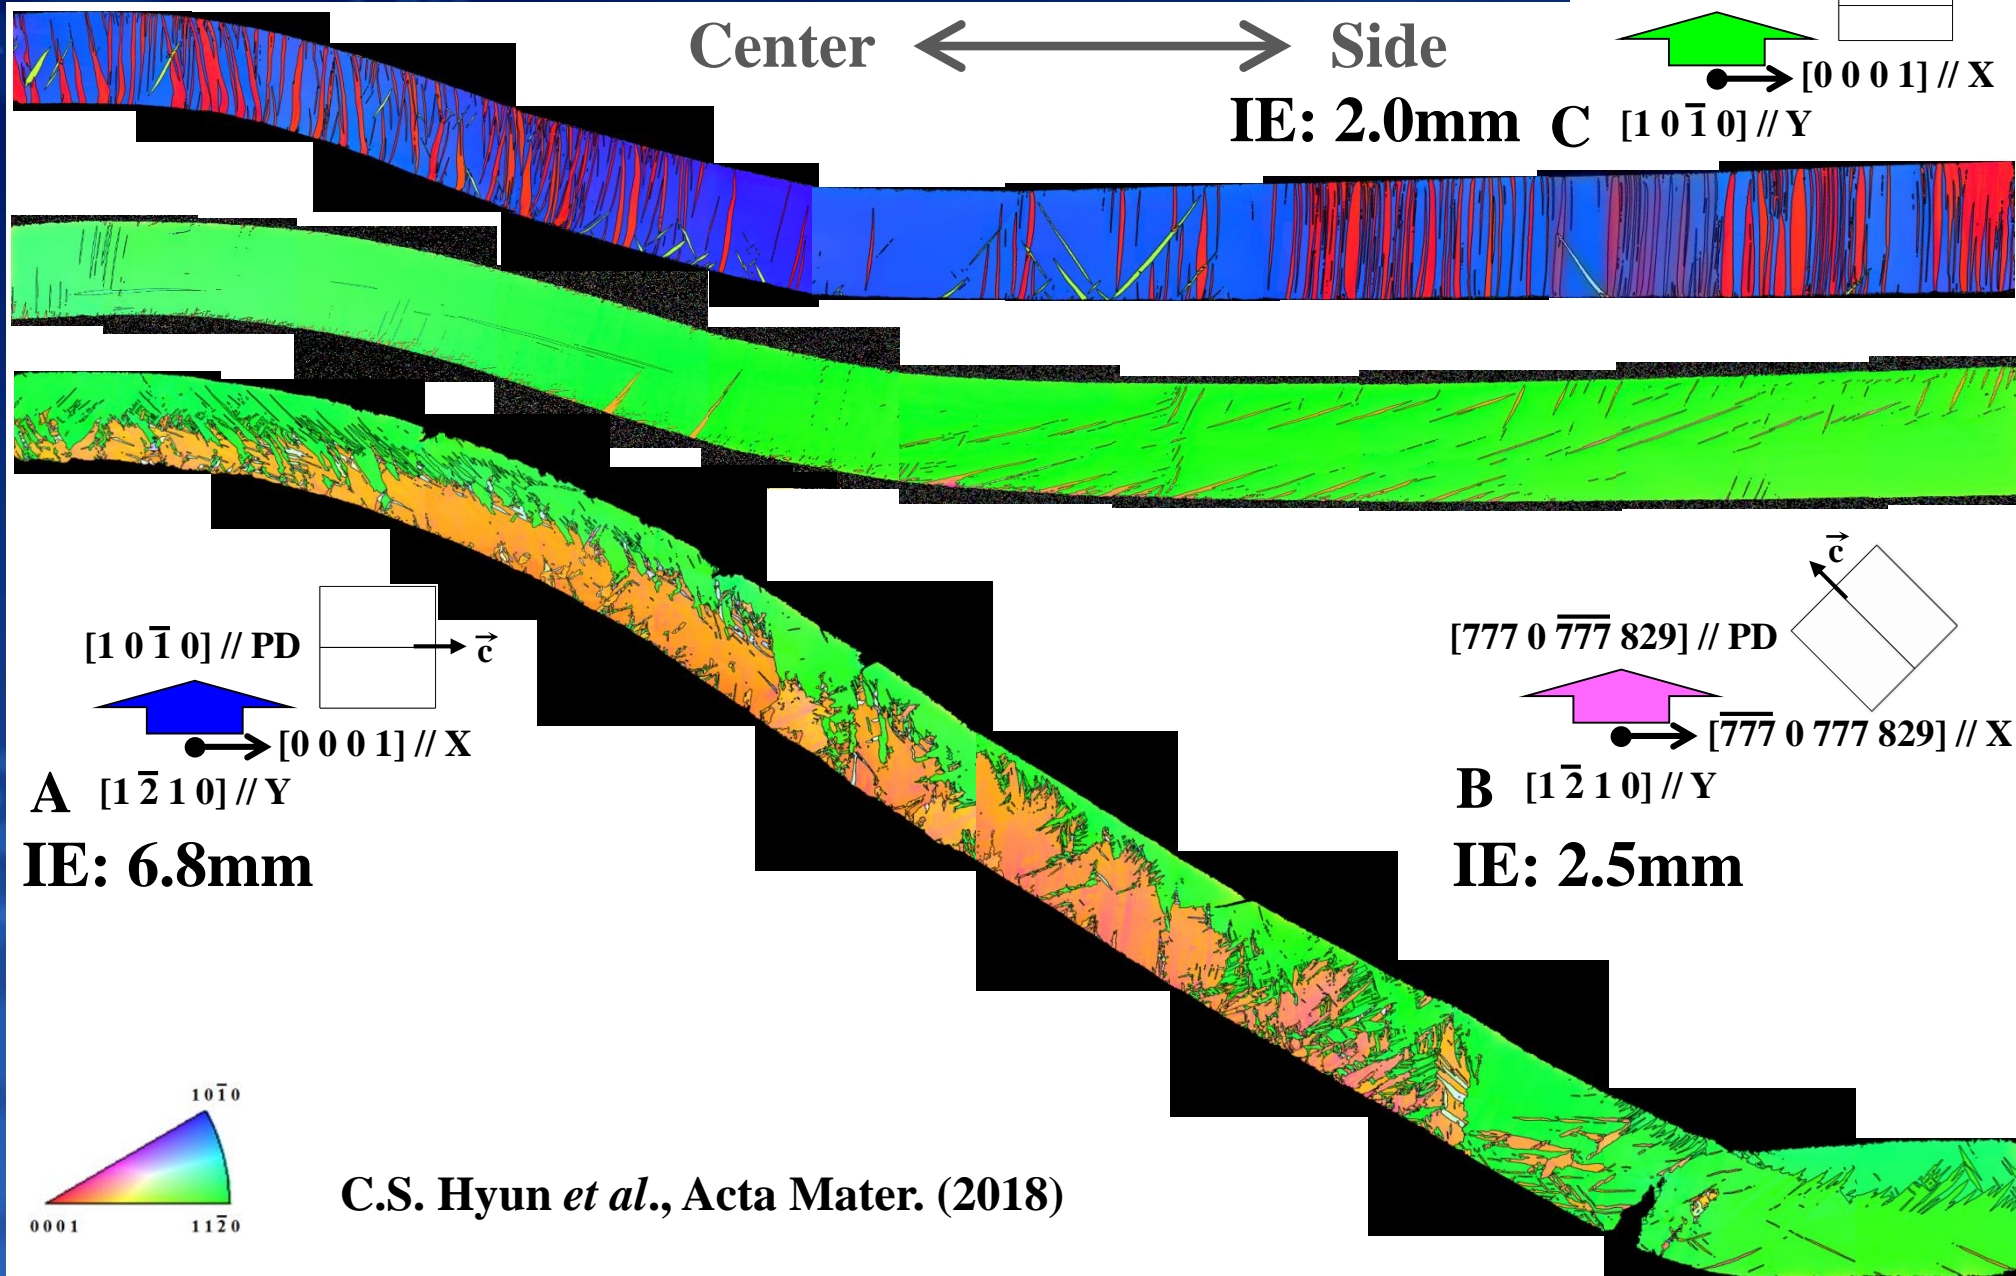 Center Side
[0 0 0 1] // X
IE: 2.0mm C [1 0 1̅ 0] // Y
c⃗
[1 0 1̅ 0] // PD
c⃗
[0 0 0 1] // X
A [1 2̅ 1 0] // Y
IE: 6.8mm
c⃗
[777 0 7̅7̅7̅ 829] // PD
[7̅7̅7̅ 0 777 829] // X
B [1 2̅ 1 0] // Y
IE: 2.5mm
1 0 1̅ 0
0 0 0 1 1 1 2̅ 0
C.S. Hyun et al., Acta Mater. (2018)